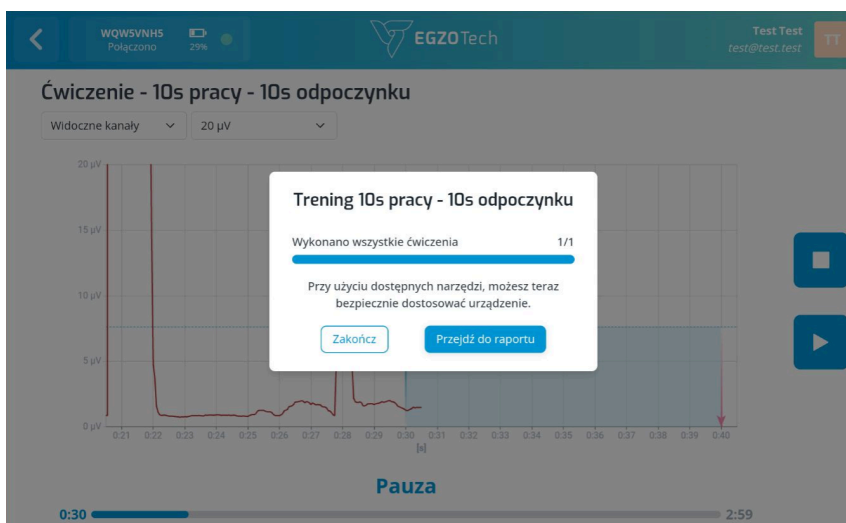 WQW5VNH5
Połączono
29%
EGZOTech
Test Test
test@test.test
TT
Ćwiczenie - 10s pracy - 10s odpoczynku
Widoczne kanały
20 µV
20 µV
15 µV
10 µV
5 µV
0 µV
0:21 0:22 0:23 0:24 0:25 0:26 0:27 0:28 0:29 0:30 0:31 0:32 0:33 0:34 0:35 0:36 0:37 0:38 0:39 0:40
[s]
Trening 10s pracy - 10s odpoczynku
Wykonano wszystkie ćwiczenia 1/1
Przy użyciu dostępnych narzędzi, możesz teraz
bezpiecznie dostosować urządzenie.
Zakończ Przejdź do raportu
Pauza
0:30 2:59